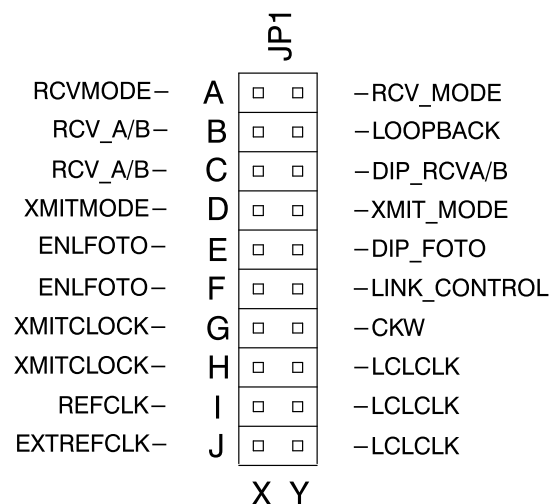 JP1
RCVMODE– A –RCV_MODE
RCV_A/B– B –LOOPBACK
RCV_A/B– C –DIP_RCVA/B
XMITMODE– D –XMIT_MODE
ENLFOTO– E –DIP_FOTO
ENLFOTO– F –LINK_CONTROL
XMITCLOCK– G –CKW
XMITCLOCK– H –LCLCLK
REFCLK– I –LCLCLK
EXTREFCLK– J –LCLCLK
X Y